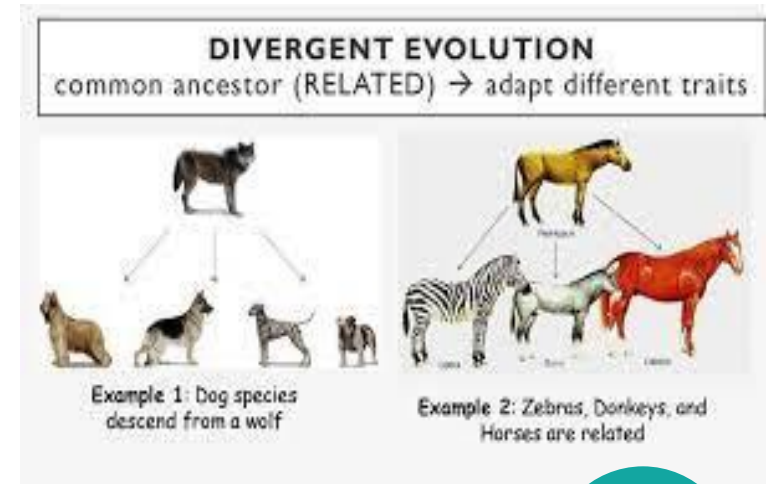 DIVERGENT EVOLUTION
common ancestor (RELATED) → adapt different traits
Example 1: Dog species
descend from a wolf
Example 2: Zebras, Donkeys, and
Horses are related